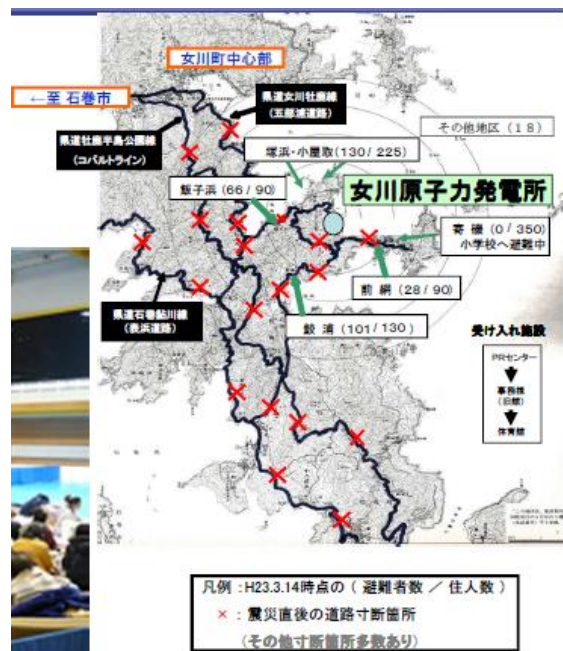 女川町中心部
←至 石巻市
県道女川牡鹿線
(五部浦道路)
県道牡鹿半島公園線
(コバルトライン)
その他地区(18)
塚浜・小屋取(130/225)
飯子浜(66/90)
女川原子力発電所
寄磯(0/350)
小学校へ避難中
前網(28/90)
県道石巻鮎川線
(表浜道路)
鮫浦(101/130)
受け入れ施設
PRセンター
事務棟
(旧館)
体育館
凡例:H23.3.14時点の(避難者数/住人数)
×:震災直後の道路寸断箇所
(その他寸断箇所多数あり)